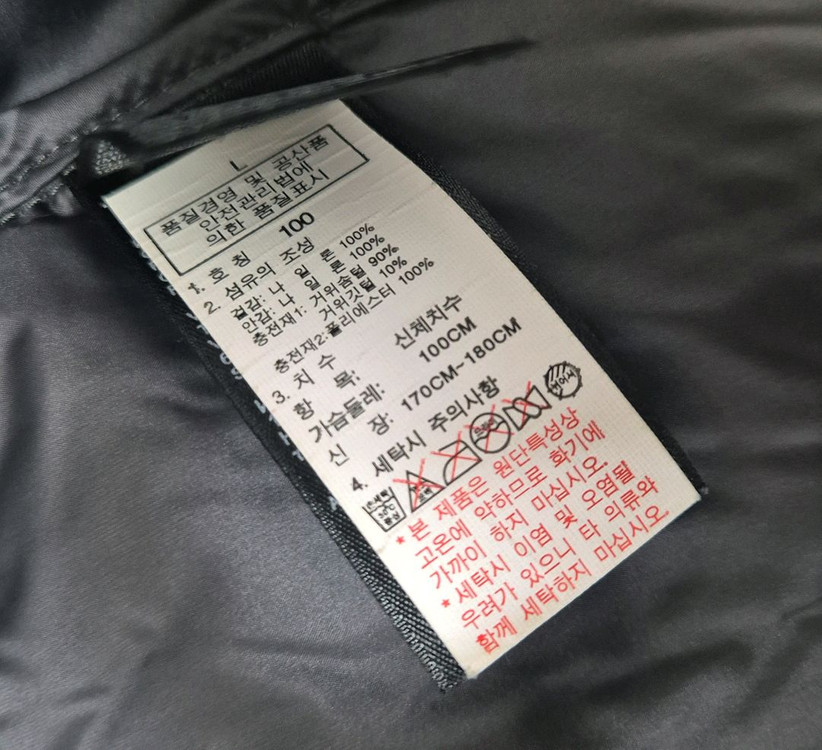 L
품질경영 및 공산품
안전관리법에
의한 품질표시
1. 호 칭 100
2. 섬유의 조성
겉감: 나 일 론 100%
안감: 나 일 론 100%
충전재1: 거위솜털 90%
거위깃털 10%
충전재2:폴리에스터 100%
3. 치 수
항 목: 신체치수
가슴둘레: 100CM
신 장: 170CM~180CM
4. 세탁시 주의사항
손세탁
30℃
중성
*본 제품은 원단특성상
고온에 약하므로 화기에
가까이 하지 마십시오.
*세탁시 이염 및 오염될
우려가 있으니 타 의류와
함께 세탁하지 마십시오.